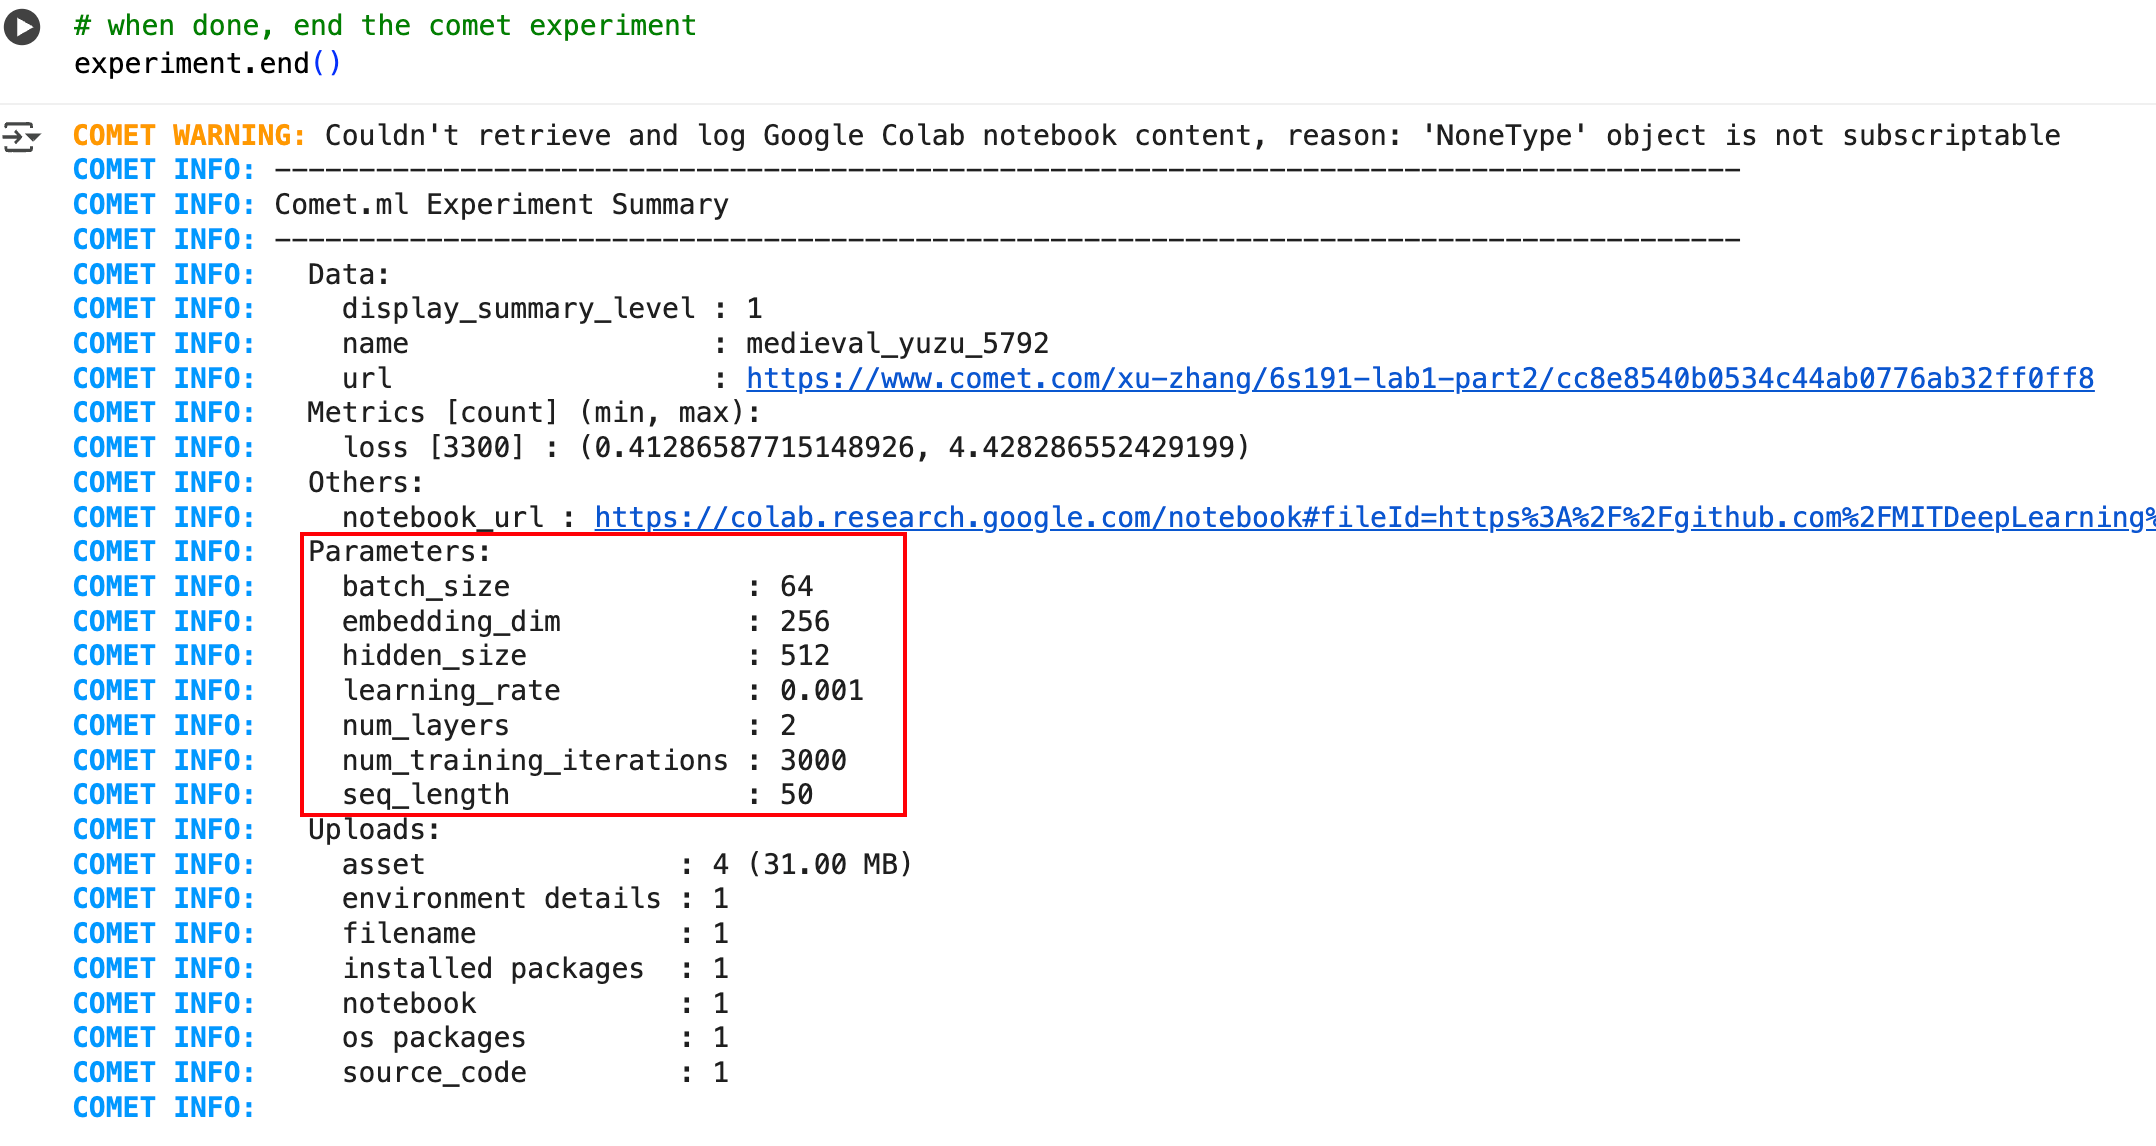 # when done, end the comet experiment
experiment.end()
COMET WARNING: Couldn't retrieve and log Google Colab notebook content, reason: 'NoneType' object is not subscriptable
COMET INFO: ---------------------------------------------------------------------------------------
COMET INFO: Comet.ml Experiment Summary
COMET INFO: ---------------------------------------------------------------------------------------
COMET INFO:   Data:
COMET INFO:     display_summary_level : 1
COMET INFO:     name                  : medieval_yuzu_5792
COMET INFO:     url                   : https://www.comet.com/xu-zhang/6s191-lab1-part2/cc8e8540b0534c44ab0776ab32ff0ff8
COMET INFO:   Metrics [count] (min, max):
COMET INFO:     loss [3300] : (0.41286587715148926, 4.428286552429199)
COMET INFO:   Others:
COMET INFO:     notebook_url : https://colab.research.google.com/notebook#fileId=https%3A%2F%2Fgithub.com%2FMITDeepLearning%
COMET INFO:   Parameters:
COMET INFO:     batch_size              : 64
COMET INFO:     embedding_dim           : 256
COMET INFO:     hidden_size             : 512
COMET INFO:     learning_rate           : 0.001
COMET INFO:     num_layers              : 2
COMET INFO:     num_training_iterations : 3000
COMET INFO:     seq_length              : 50
COMET INFO:   Uploads:
COMET INFO:     asset               : 4 (31.00 MB)
COMET INFO:     environment details : 1
COMET INFO:     filename            : 1
COMET INFO:     installed packages  : 1
COMET INFO:     notebook            : 1
COMET INFO:     os packages         : 1
COMET INFO:     source_code         : 1
COMET INFO: